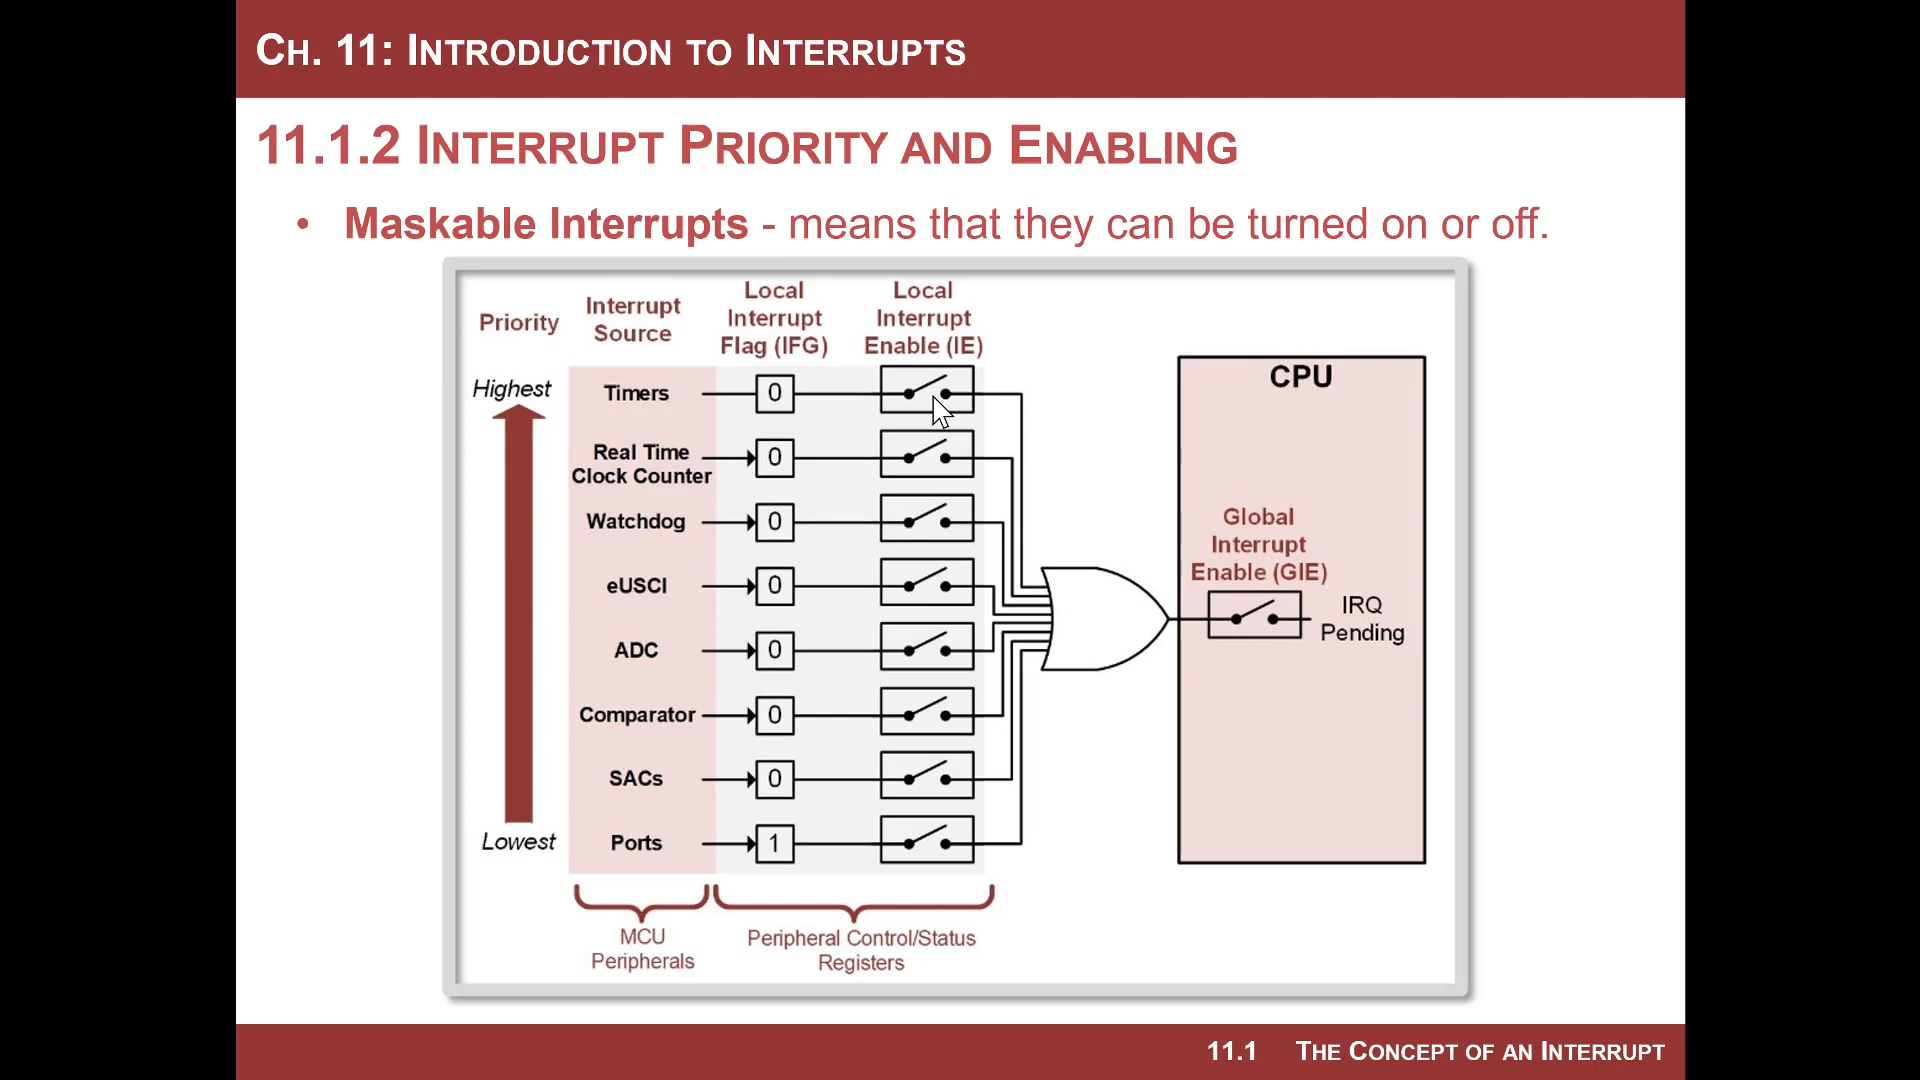 CH. 11: INTRODUCTION TO INTERRUPTS
11.1.2 INTERRUPT PRIORITY AND ENABLING
• Maskable Interrupts - means that they can be turned on or off.
Priority
Interrupt
Source
Local
Interrupt
Flag (IFG)
Local
Interrupt
Enable (IE)
CPU
Highest
Timers 0
Real Time
Clock Counter
0
Watchdog 0
eUSCI 0
ADC 0
Comparator 0
SACs 0
Lowest
Ports 1
Global
Interrupt
Enable (GIE)
IRQ
Pending
MCU
Peripherals
Peripheral Control/Status
Registers
11.1 THE CONCEPT OF AN INTERRUPT